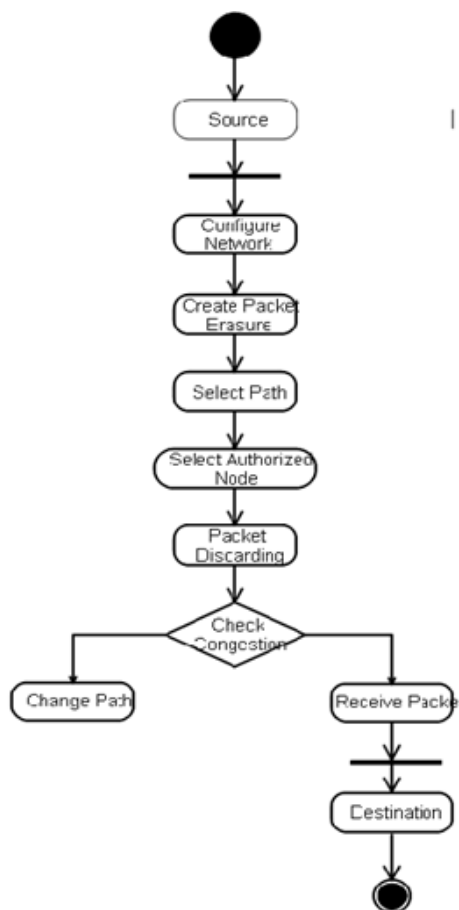 Source
Configure
Network
Create Packet
Erasure
Select Path
Select Authorized
Node
Packet
Discarding
Check
Congostion
Change Path
Receive Packe
Destination